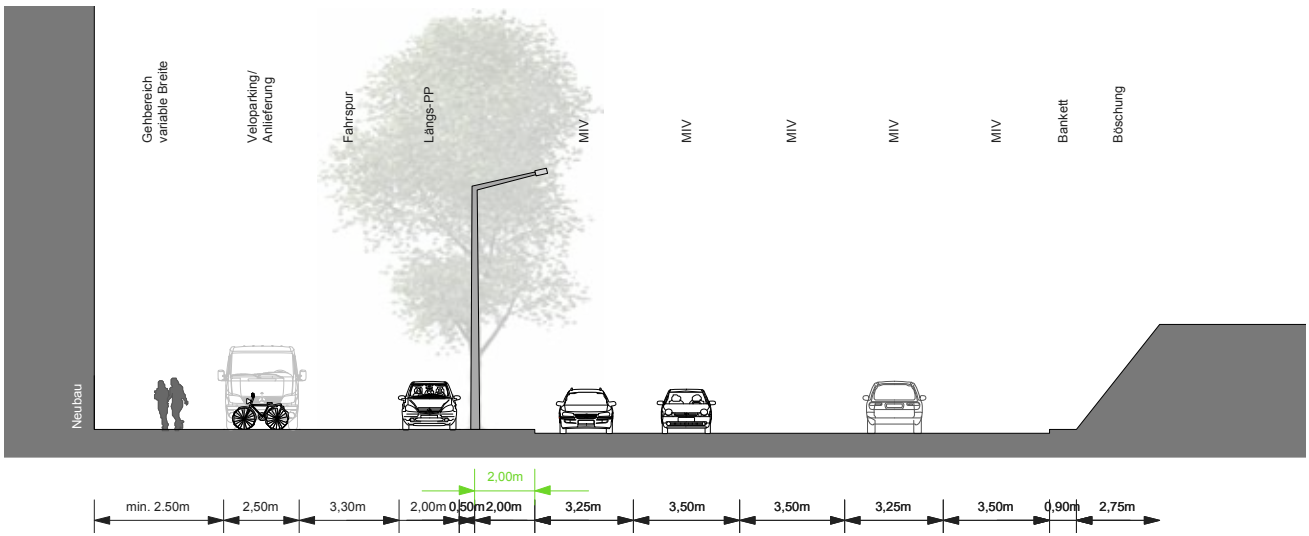 Gehbereich
variable Breite
Veloparking/
Anlieferung
Fahrspur
Längs-PP
MIV
MIV
MIV
MIV
MIV
Bankett
Böschung
Neubau
2,00m
min. 2.50m
2,50m
3,30m
2,00m
0,50m
2,00m
3,25m
3,50m
3,50m
3,25m
3,50m
0,90m
2,75m